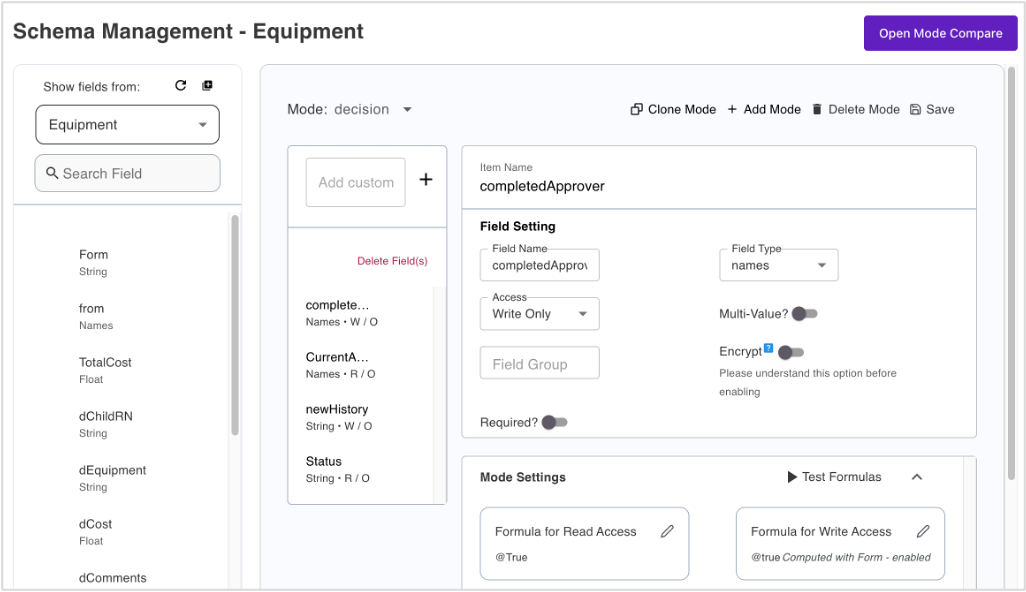 Schema Management - Equipment
Open Mode Compare
Show fields from:
Equipment
Search Field
Form
String
from
Names
TotalCost
Float
dChildRN
String
dEquipment
String
dCost
Float
dComments
Mode: decision
Clone Mode
+ Add Mode
Delete Mode
Save
Add custom
+
Delete Field(s)
complete...
Names • W / O
CurrentA...
Names • R / O
newHistory
String • W / O
Status
String • R / O
Item Name
completedApprover
Field Setting
Field Name
completedApprov
Field Type
names
Access
Write Only
Multi-Value?
Field Group
Encrypt ?
Please understand this option before
enabling
Required?
Mode Settings
Test Formulas
Formula for Read Access
@True
Formula for Write Access
@true Computed with Form - enabled